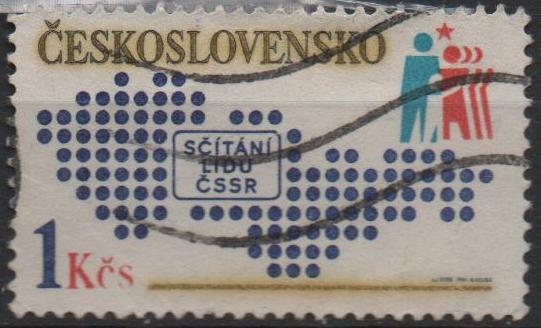 ČESKOSLOVENSKO
SČÍTÁNÍ
LIDU
ČSSR
1 Kčs